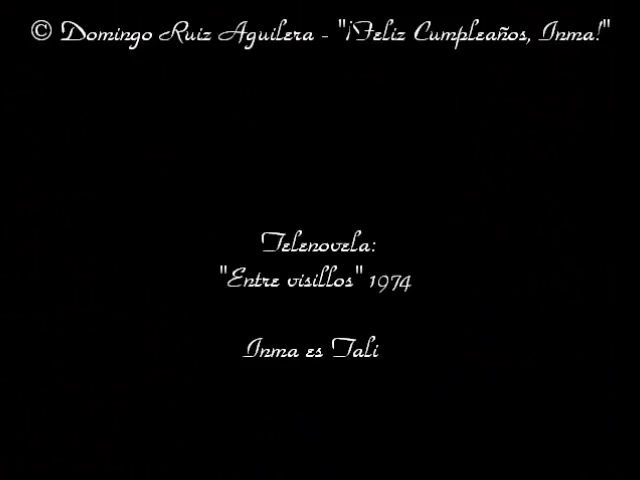 © Domingo Ruiz Aguilera - "¡Feliz Cumpleaños, Inma!"
Telenovela:
"Entre visillos" 1974
Inma es Tali